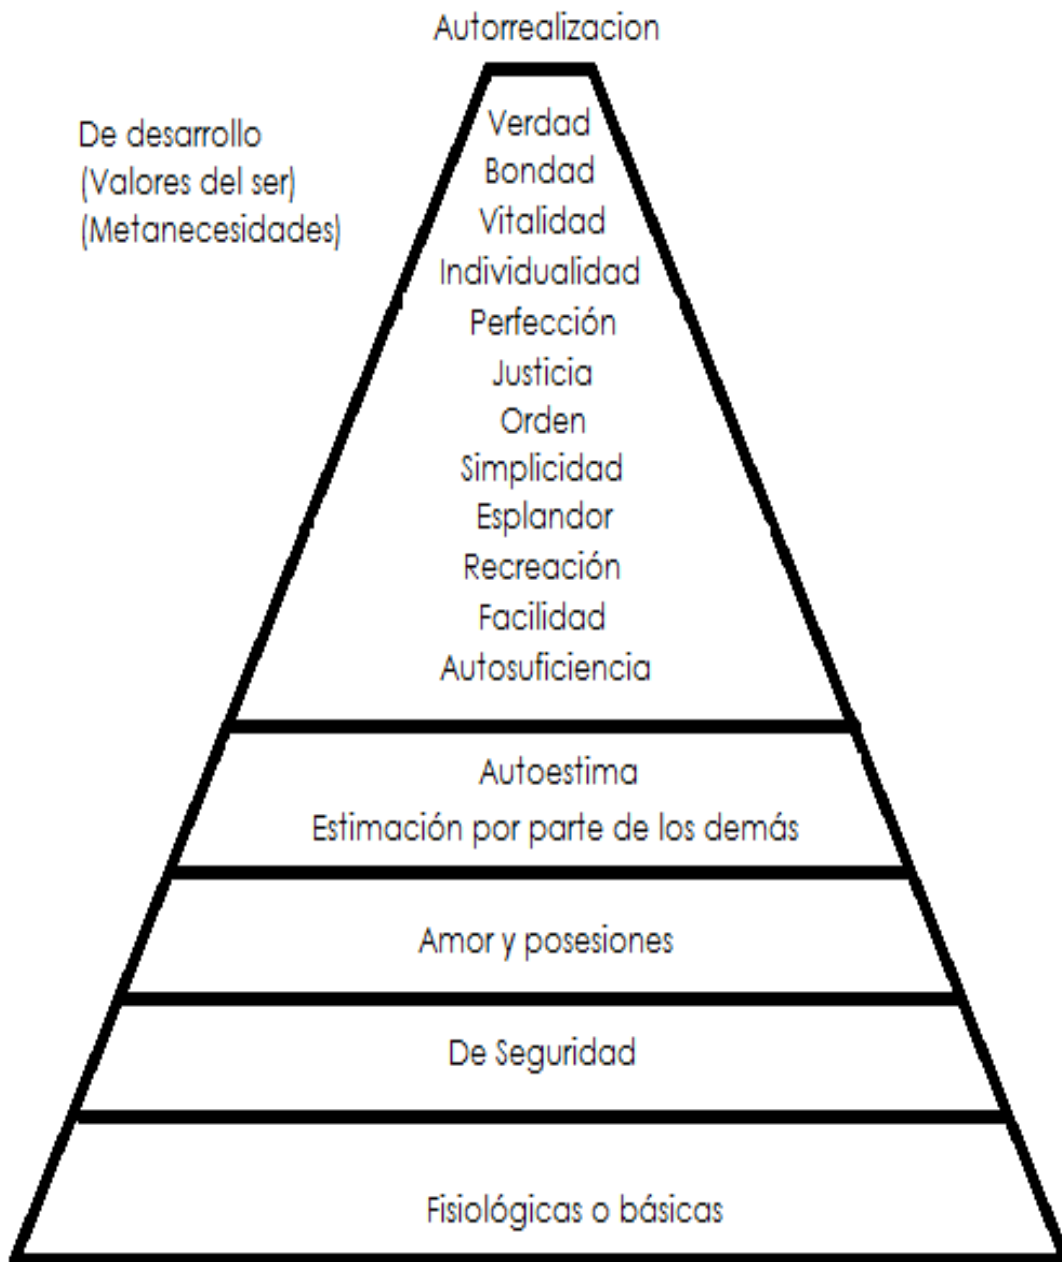 Autorrealizacion
De desarrollo
(Valores del ser)
(Metanecesidades)
Verdad
Bondad
Vitalidad
Individualidad
Perfección
Justicia
Orden
Simplicidad
Esplandor
Recreación
Facilidad
Autosuficiencia
Autoestima
Estimación por parte de los demás
Amor y posesiones
De Seguridad
Fisiológicas o básicas